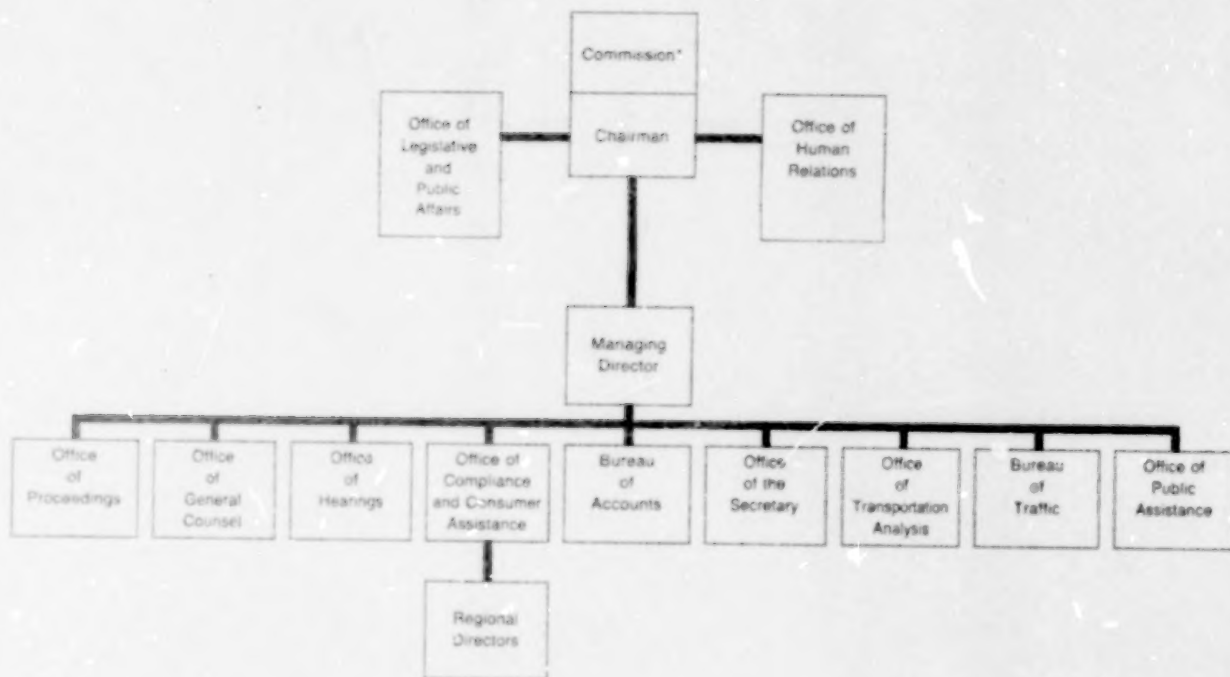 Commission*
Chairman
Office of
Legislative
and
Public
Affairs
Office of
Human
Relations
Managing
Director
Office
of
Proceedings
Office
of
General
Counsel
Office
of
Hearings
Office of
Compliance
and Consumer
Assistance
Bureau
of
Accounts
Office
of the
Secretary
Office
of
Transportation
Analysis
Bureau
of
Traffic
Office of
Public
Assistance
Regional
Directors